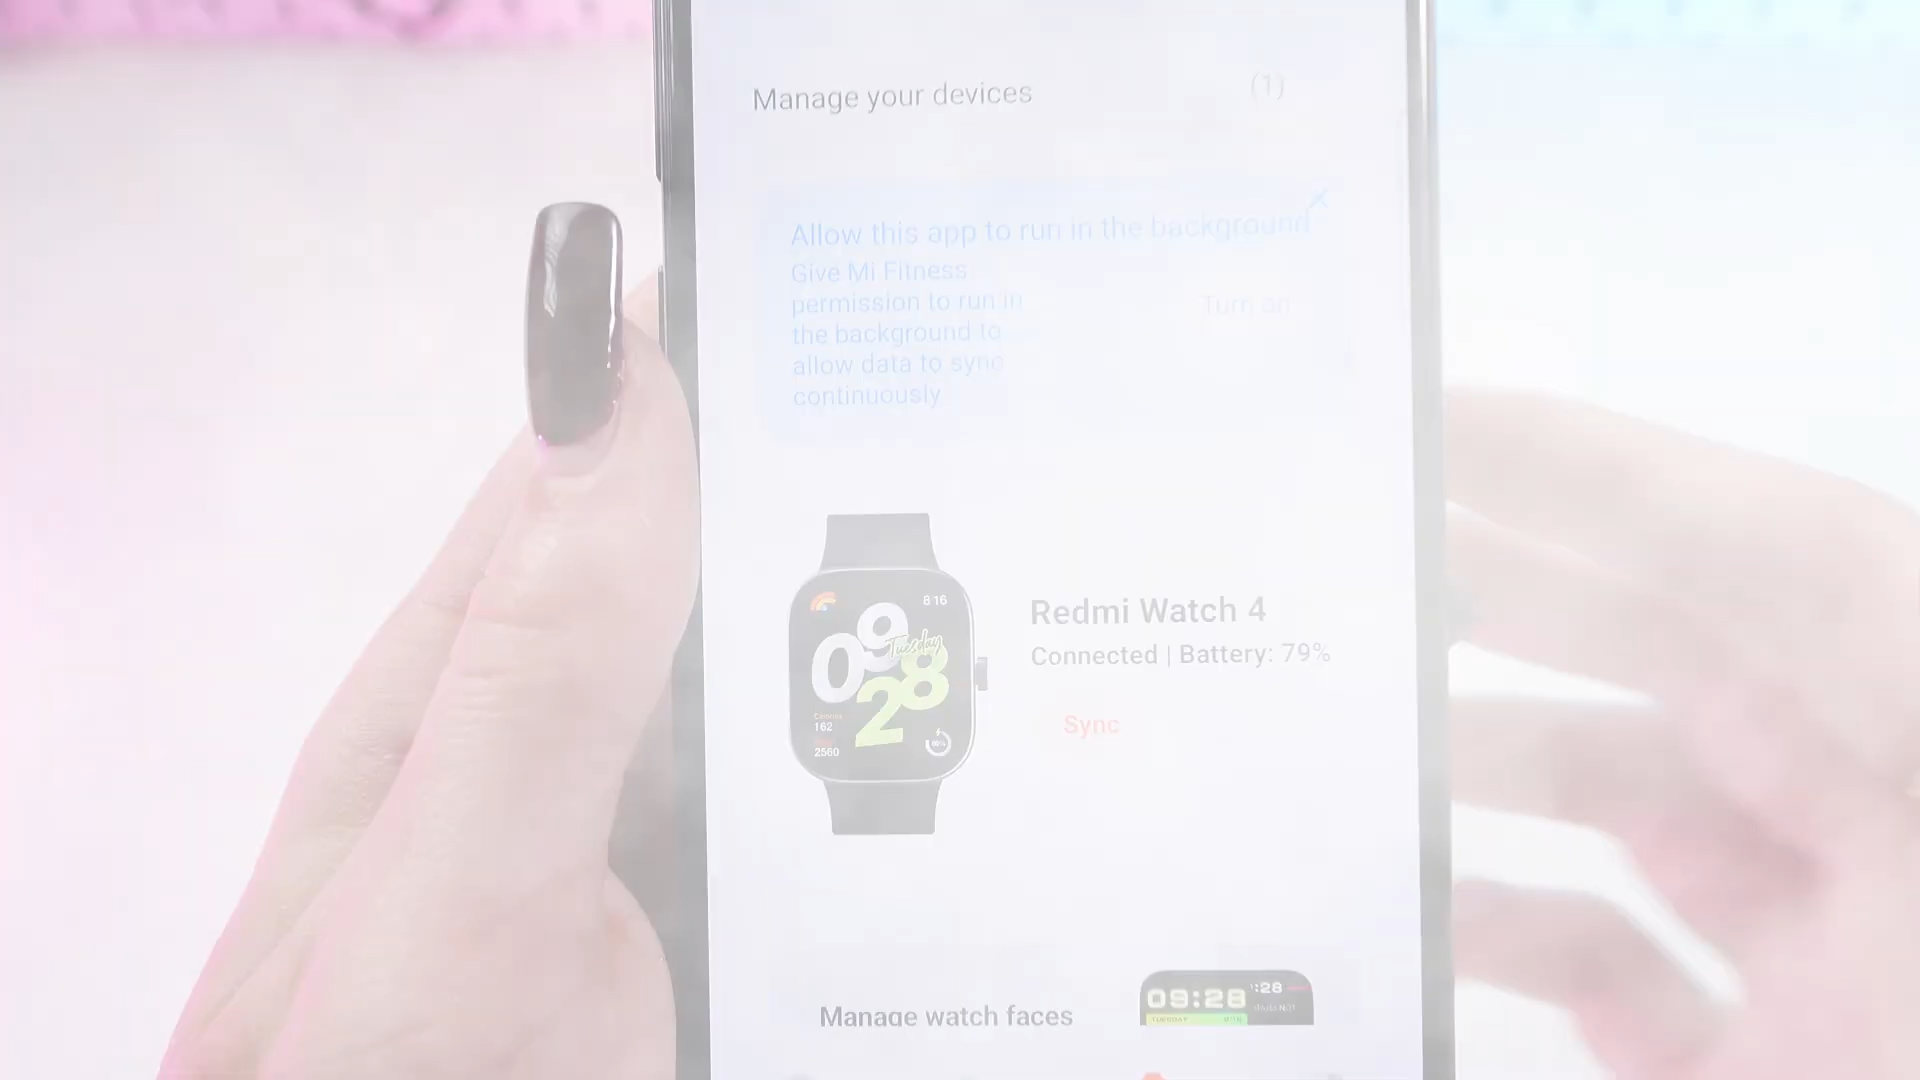 Manage your devices
(1)
Allow this app to run in the background
Give Mi Fitness
permission to run in
the background to
allow data to sync
continuously
Turn on
8 16
09
Tuesday
28
162
2560
Redmi Watch 4
Connected | Battery: 79%
Sync
Manage watch faces
09:28
:28
TUESDAY